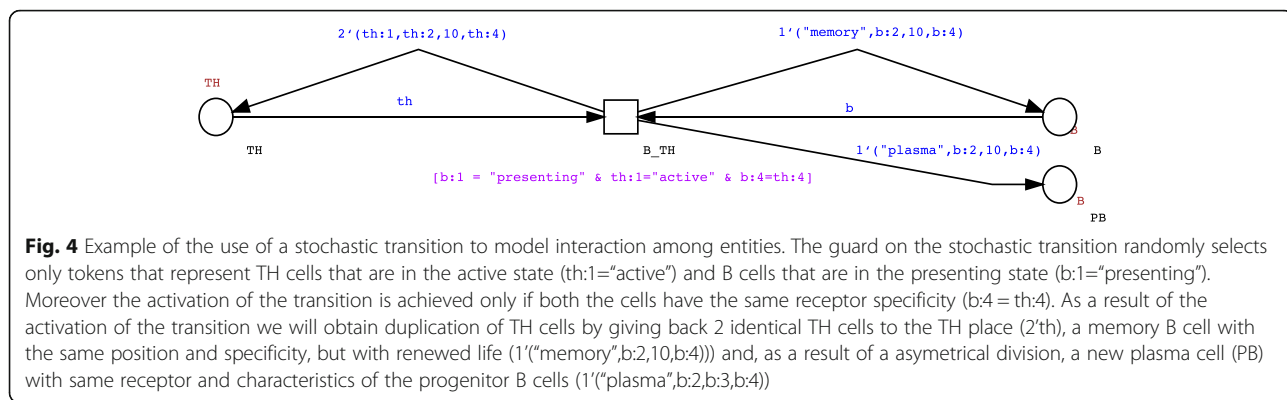 2‘(th:1,th:2,10,th:4)
1‘("memory",b:2,10,b:4)
TH
th
b
B
TH
B_TH
B
1‘("plasma",b:2,10,b:4)
[b:1 = "presenting" & th:1="active" & b:4=th:4]
B
PB
Fig. 4 Example of the use of a stochastic transition to model interaction among entities. The guard on the stochastic transition randomly selects
only tokens that represent TH cells that are in the active state (th:1=“active”) and B cells that are in the presenting state (b:1=“presenting”).
Moreover the activation of the transition is achieved only if both the cells have the same receptor specificity (b:4 = th:4). As a result of the
activation of the transition we will obtain duplication of TH cells by giving back 2 identical TH cells to the TH place (2’th), a memory B cell with
the same position and specificity, but with renewed life (1’(“memory”,b:2,10,b:4))) and, as a result of a asymetrical division, a new plasma cell (PB)
with same receptor and characteristics of the progenitor B cells (1’(“plasma”,b:2,b:3,b:4))